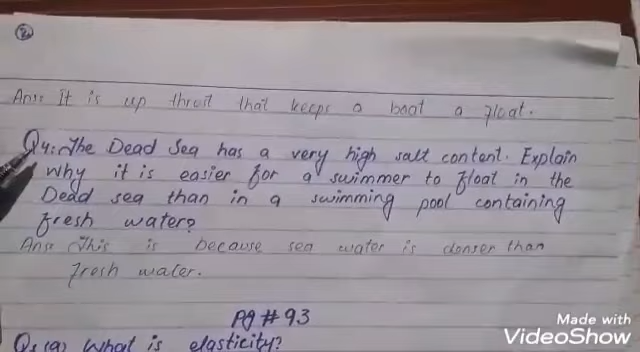 2
Ans: It is up thrust that keeps a boat a float.
Q4: The Dead Sea has a very high salt content. Explain
why it is easier for a swimmer to float in the
Dead sea than in a swimming pool containing
fresh water?
Ans: This is because sea water is denser than
fresh water.
Pg # 93
Q5(a) What is elasticity?
Made with
VideoShow